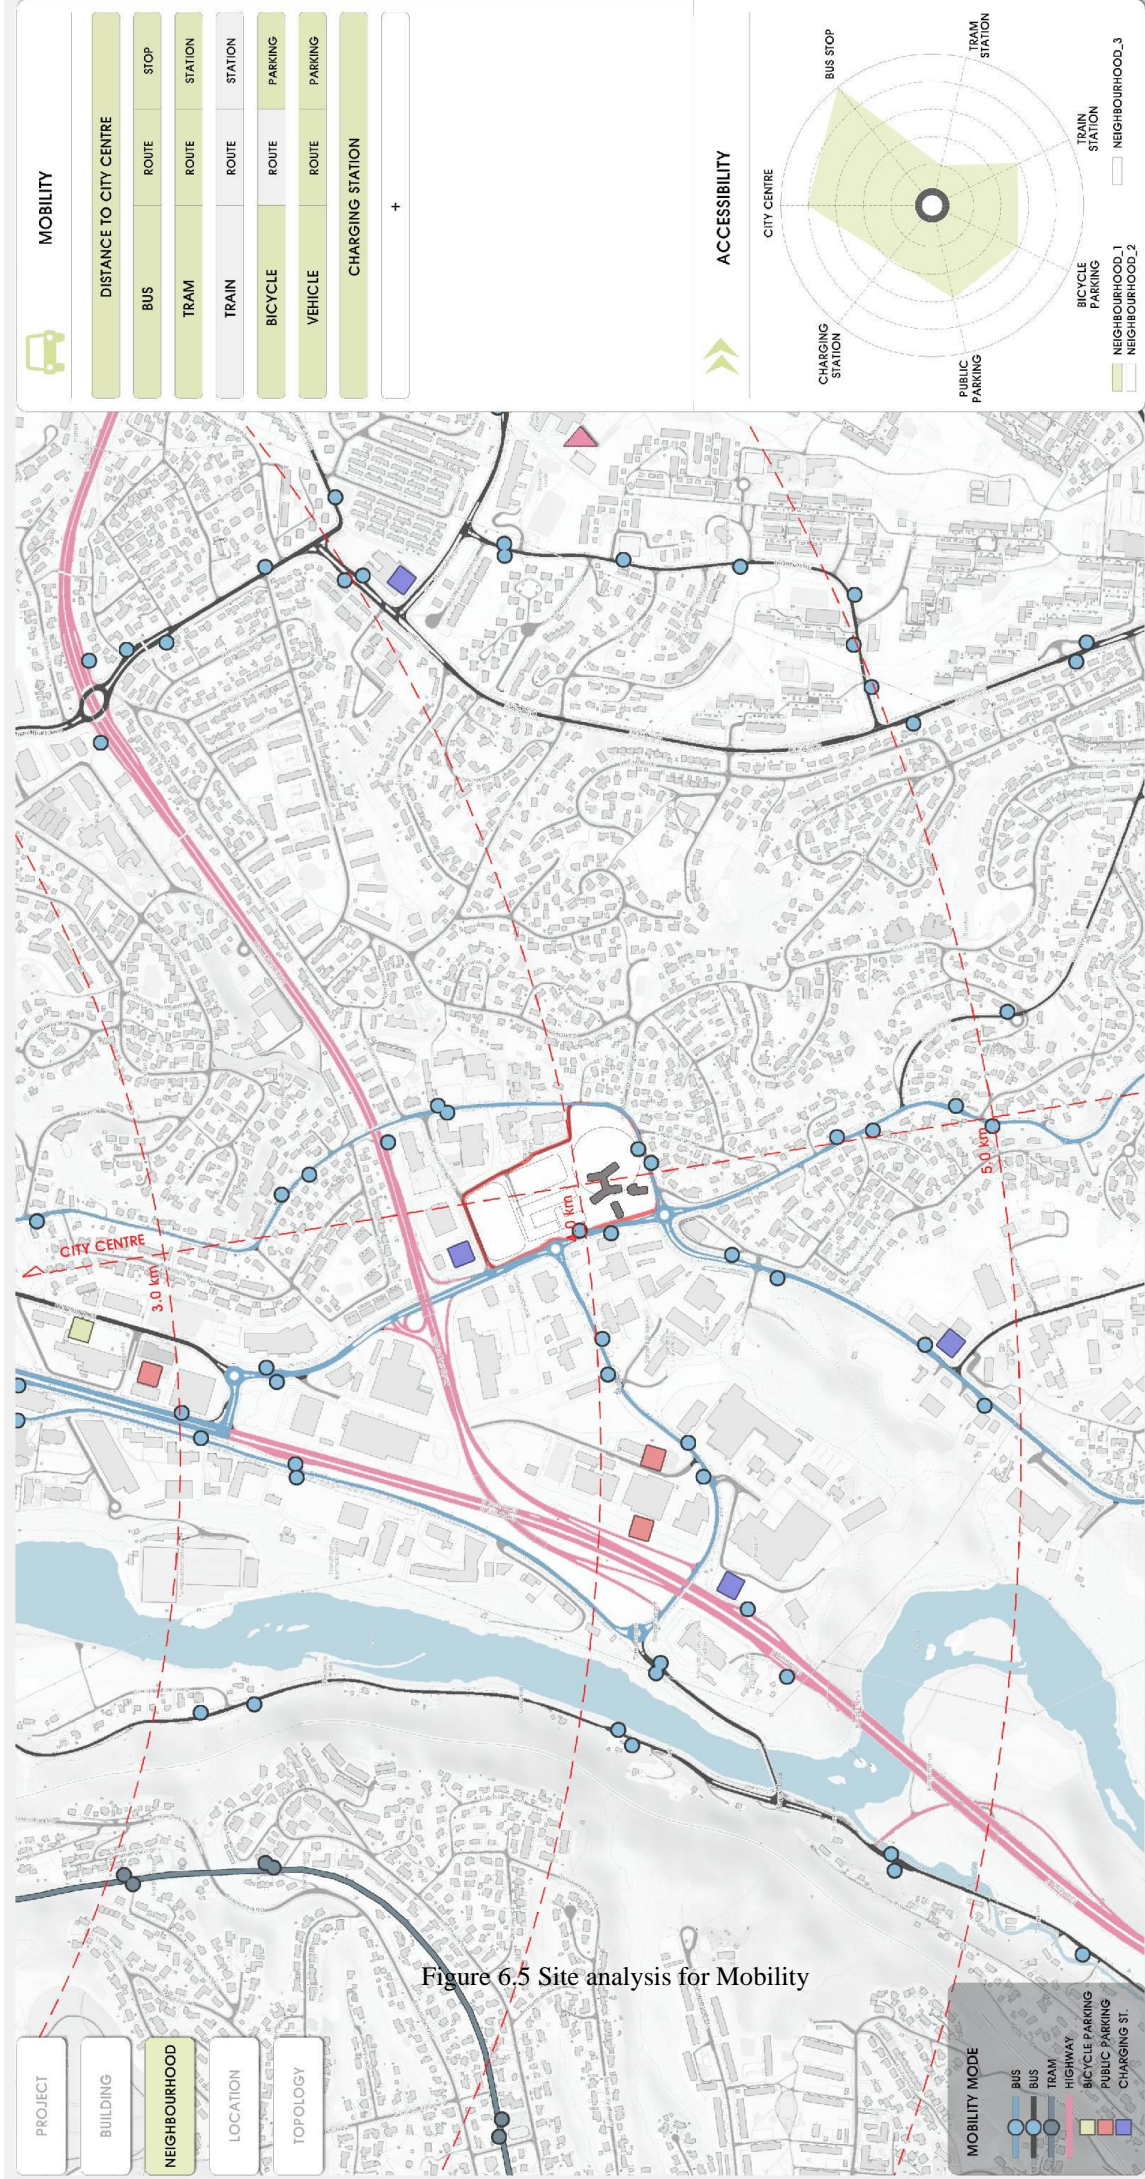 PROJECT
BUILDING
NEIGHBOURHOOD
LOCATION
TOPOLOGY
MOBILITY
DISTANCE TO CITY CENTRE
BUS ROUTE STOP
TRAM ROUTE STATION
TRAIN ROUTE STATION
BICYCLE ROUTE PARKING
VEHICLE ROUTE PARKING
CHARGING STATION
+
CITY CENTRE
3.0 km
5.0 km
ACCESSIBILITY
CITY CENTRE
BUS STOP
TRAM
STATION
TRAIN
STATION
BICYCLE
PARKING
PUBLIC
PARKING
CHARGING
STATION
NEIGHBOURHOOD_1
NEIGHBOURHOOD_2
NEIGHBOURHOOD_3
MOBILITY MODE
BUS
BUS
TRAM
HIGHWAY
BICYCLE PARKING
PUBLIC PARKING
CHARGING ST.
Figure 6.5 Site analysis for Mobility